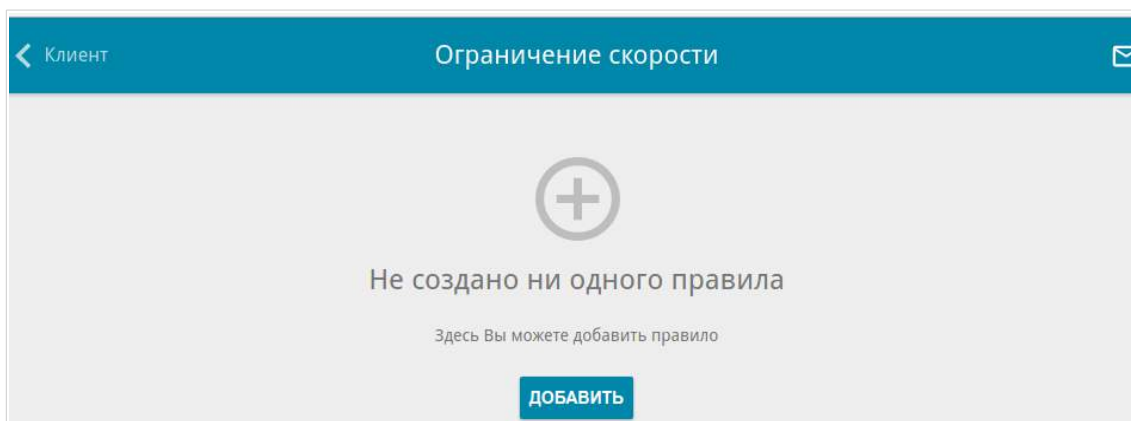 Клиент
Ограничение скорости
Не создано ни одного правила
Здесь Вы можете добавить правило
ДОБАВИТЬ